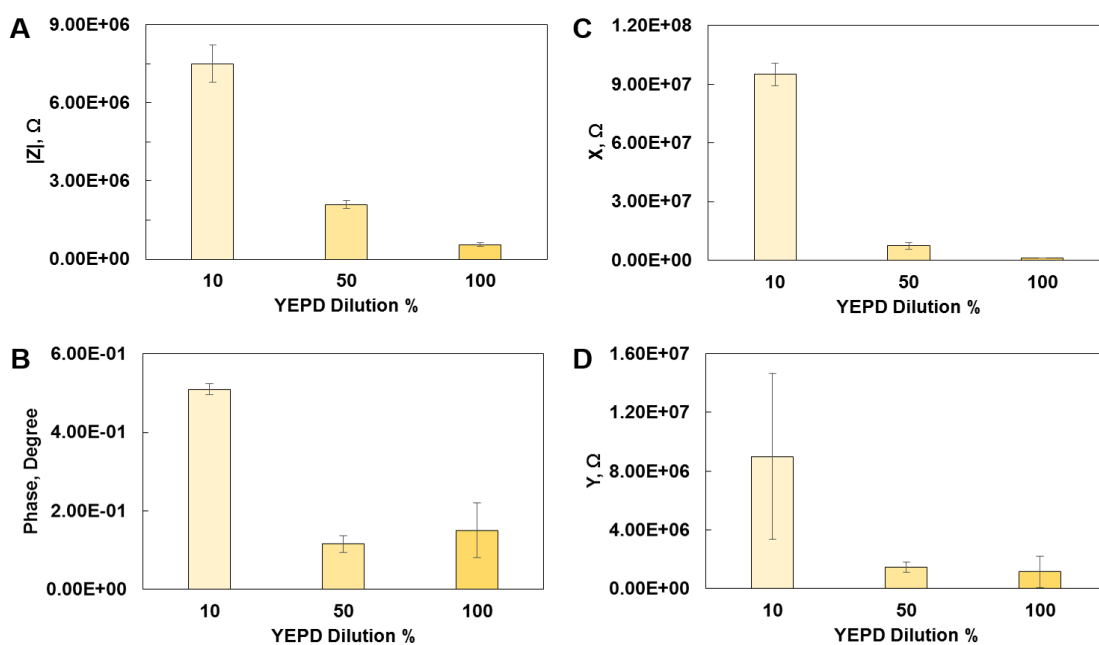 A
9.00E+06
6.00E+06
3.00E+06
0.00E+00
|Z|, Ω
10 50 100
YEPD Dilution %
C
1.20E+08
9.00E+07
6.00E+07
3.00E+07
0.00E+00
X, Ω
10 50 100
YEPD Dilution %
B
6.00E-01
4.00E-01
2.00E-01
0.00E+00
Phase, Degree
10 50 100
YEPD Dilution %
D
1.60E+07
1.20E+07
8.00E+06
4.00E+06
0.00E+00
Y, Ω
10 50 100
YEPD Dilution %